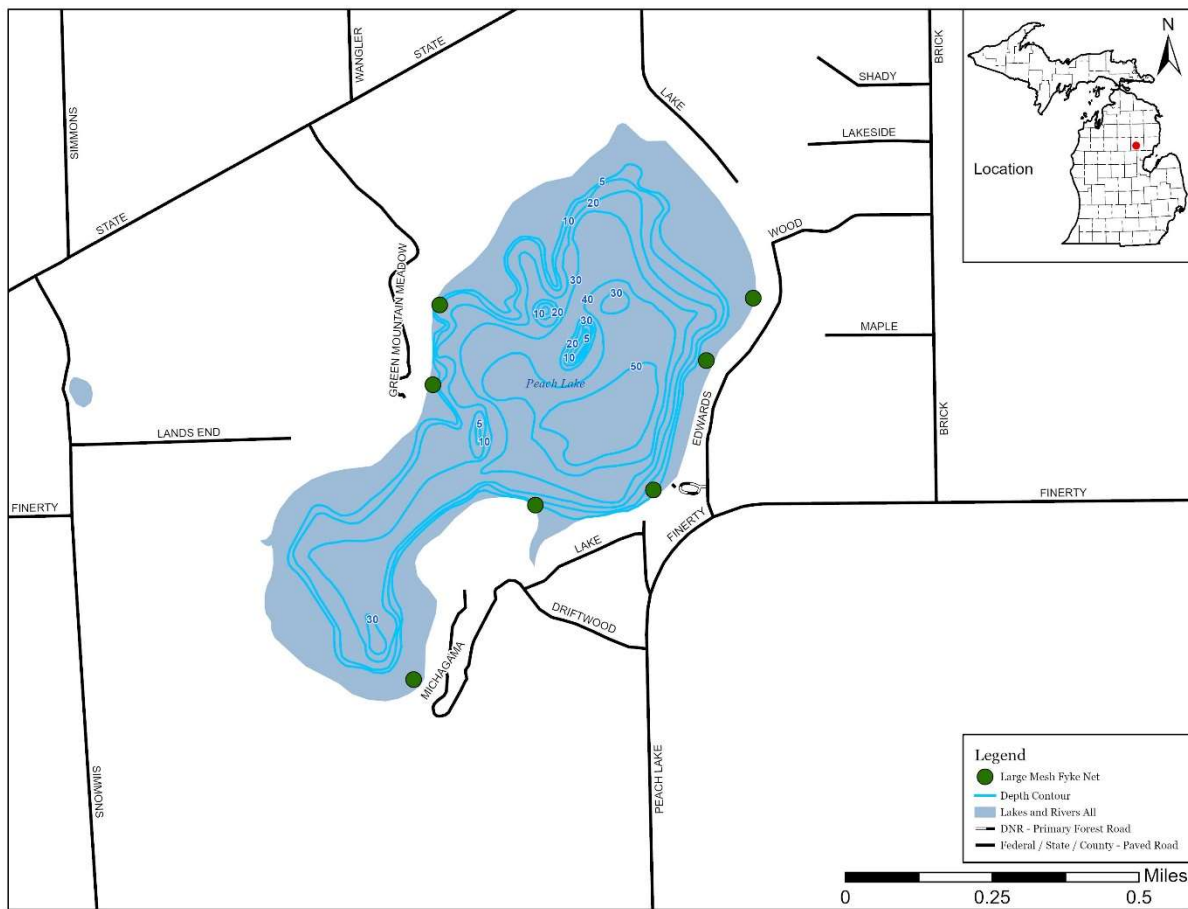 WANGLER
STATE
SIMMONS
LAKE
SHADY
BRICK
N
LAKESIDE
Location
STATE
5
20
10
WOOD
GREEN MOUNTAIN MEADOW
30
40
30
10
20
30
5
20
10
MAPLE
50
Peach Lake
EDWARDS
BRICK
5
10
LANDS END
FINERTY
FINERTY
FINERTY
LAKE
DRIFTWOOD
30
MICHAGAMA
SIMMONS
PEACH LAKE
Legend
Large Mesh Fyke Net
Depth Contour
Lakes and Rivers All
DNR - Primary Forest Road
Federal / State / County - Paved Road
Miles
0
0.25
0.5